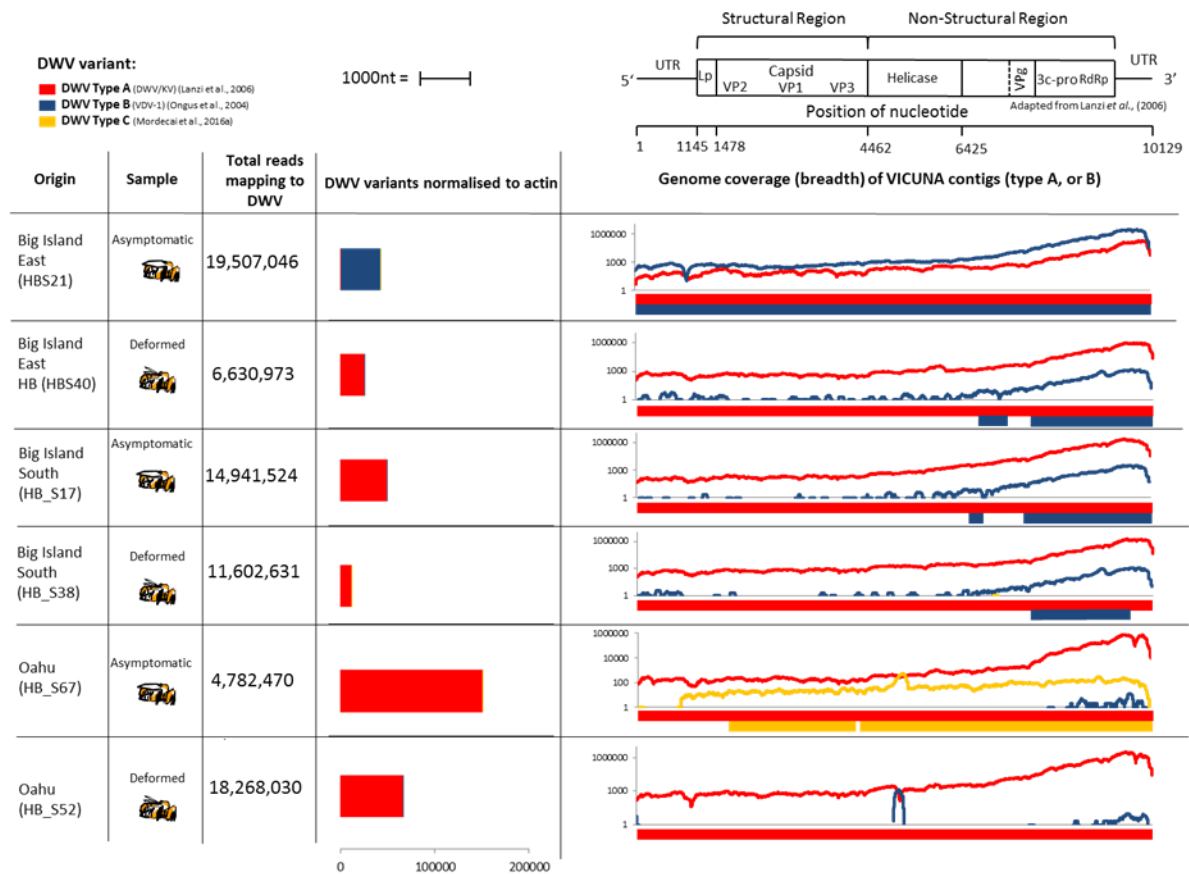 Structural Region
Non-Structural Region
DWV variant:
DWV Type A (DWV/KV) (Lanzi et al., 2006)
DWV Type B (VDV-1) (Ongus et al., 2004)
DWV Type C (Mordecai et al., 2016a)
1000nt =
5‘
UTR
Lp
VP2
Capsid
VP1
VP3
Helicase
VPg
3c-pro
RdRp
UTR
3’
Adapted from Lanzi et al., (2006)
Position of nucleotide
1
1145
1478
4462
6425
10129
Origin
Sample
Total reads
mapping to
DWV
DWV variants normalised to actin
Genome coverage (breadth) of VICUNA contigs (type A, or B)
Big Island
East
(HBS21)
Asymptomatic
19,507,046
1000000
1000
1
Big Island
East
HB (HBS40)
Deformed
6,630,973
1000000
1000
1
Big Island
South
(HB_S17)
Asymptomatic
14,941,524
1000000
1000
1
Big Island
South
(HB_S38)
Deformed
11,602,631
1000000
1000
1
Oahu
(HB_S67)
Asymptomatic
4,782,470
1000000
10000
100
1
Oahu
(HB_S52)
Deformed
18,268,030
1000000
1000
1
0
100000
200000